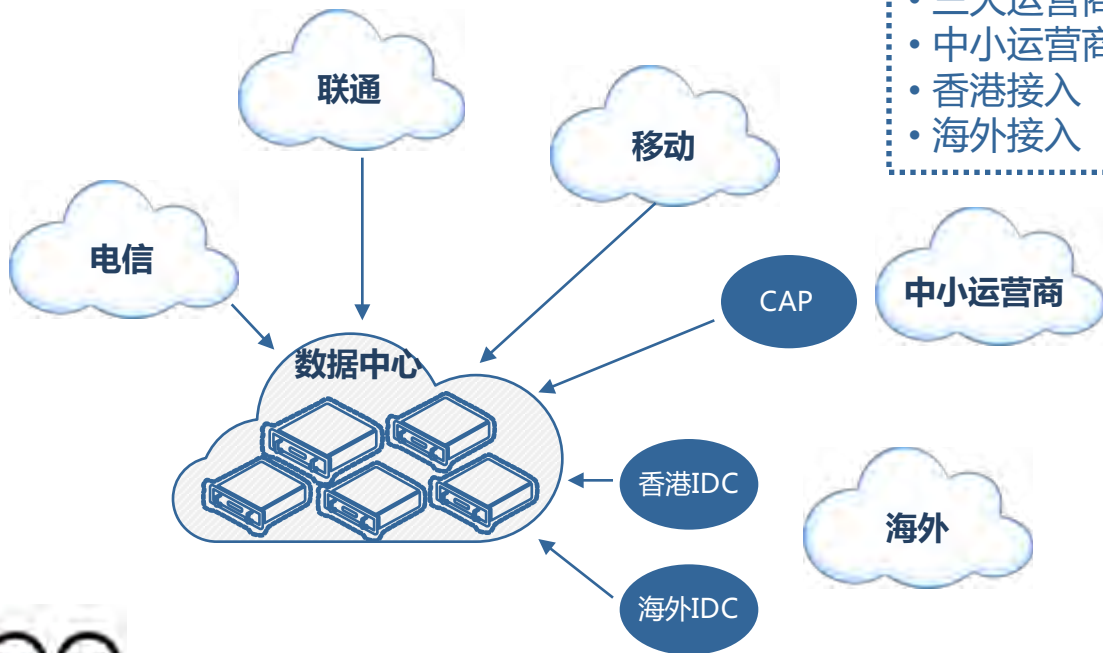 三大运营商
• 中小运营商
• 香港接入
• 海外接入
联通
移动
电信
CAP
中小运营商
数据中心
香港IDC
海外
海外IDC